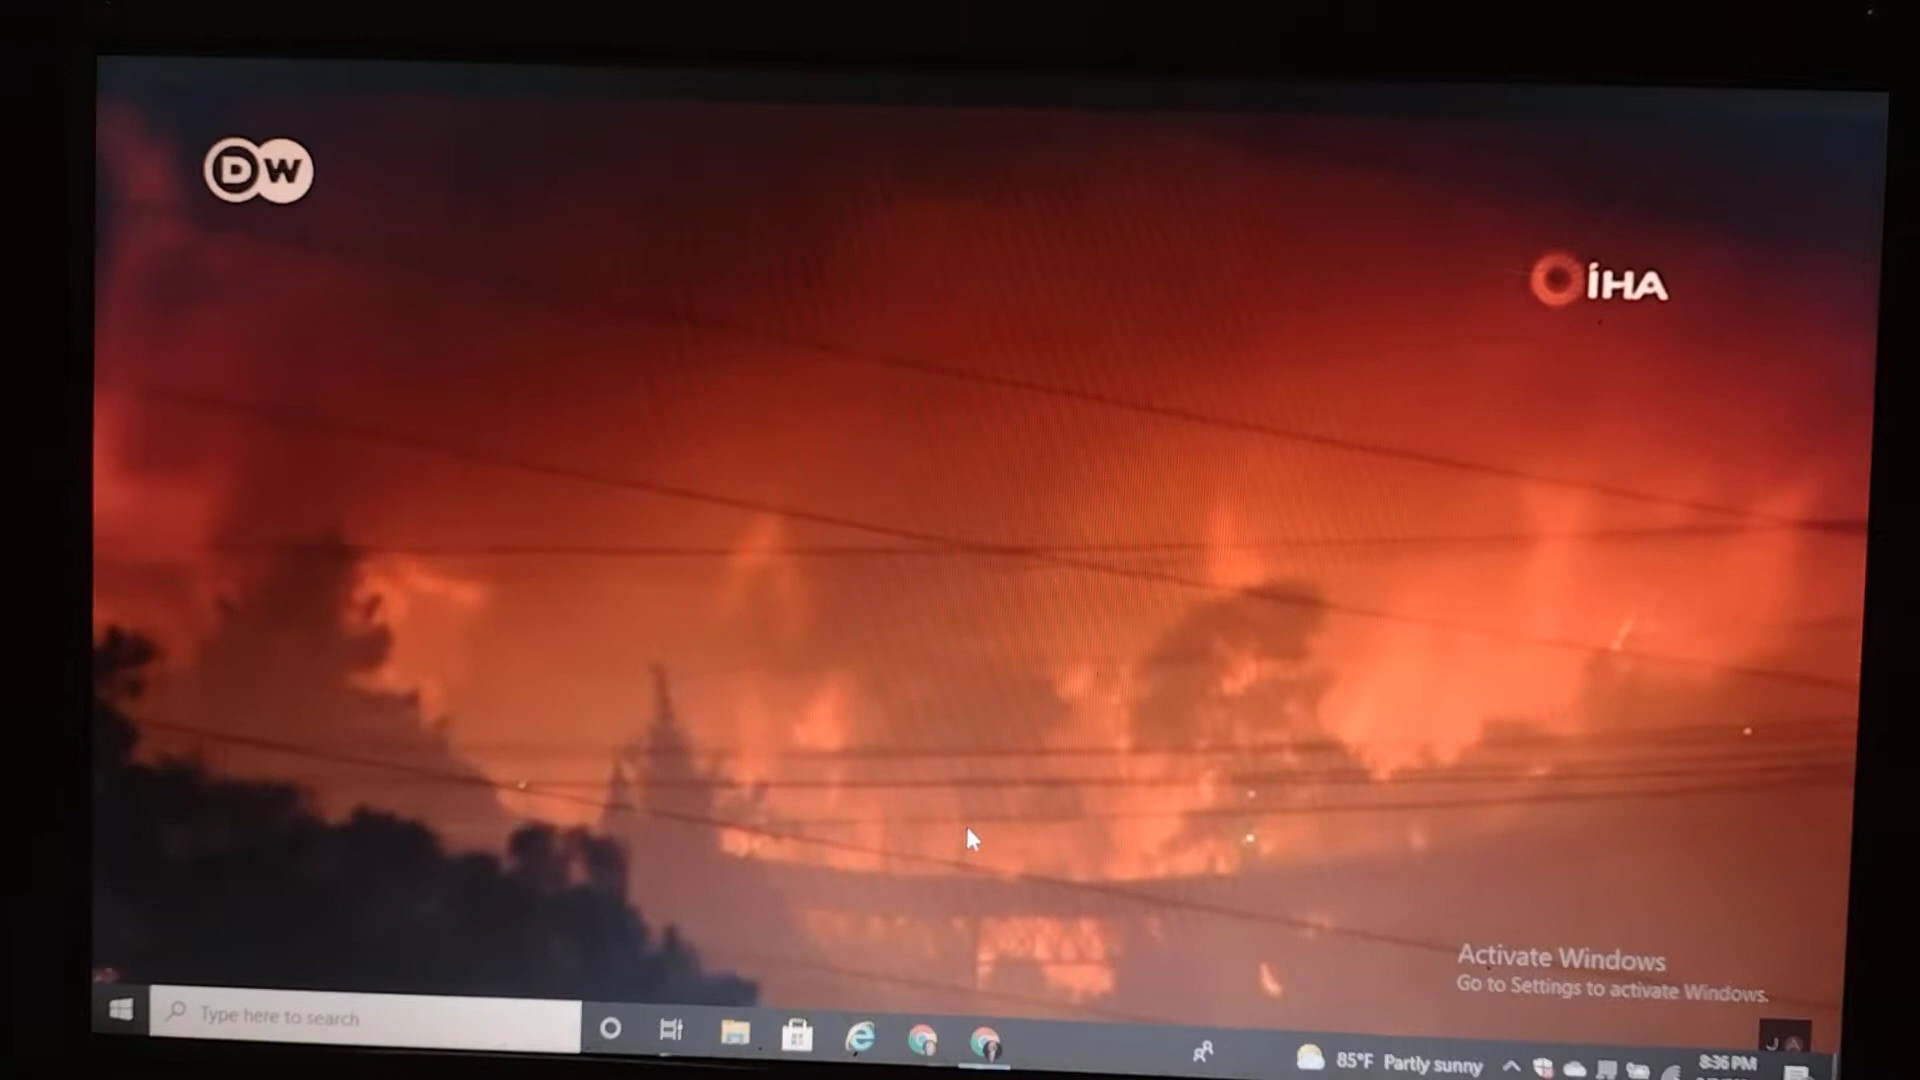 DW
İHA
Activate Windows
Go to Settings to activate Windows.
Type here to search
85°F Partly sunny
8:36 PM